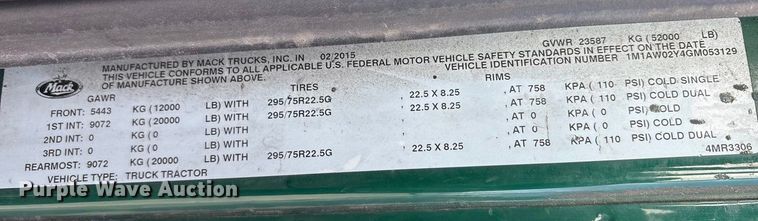 MANUFACTURED BY MACK TRUCKS, INC. IN 02/2015 GVWR 23587 KG (52000 LB)
THIS VEHICLE CONFORMS TO ALL APPLICABLE U.S. FEDERAL MOTOR VEHICLE SAFETY STANDARDS IN EFFECT ON THE DATE
OF MANUFACTURE SHOWN ABOVE. VEHICLE IDENTIFICATION NUMBER 1M1AW02Y4GM053129
Mack
GAWR TIRES RIMS
FRONT: 5443 KG (12000 LB) WITH 295/75R22.5G , 22.5 X 8.25 , AT 758 KPA ( 110 PSI) COLD SINGLE
1ST INT: 9072 KG (20000 LB) WITH 295/75R22.5G , 22.5 X 8.25 , AT 758 KPA ( 110 PSI) COLD DUAL
2ND INT: 0 KG (0 LB) WITH , AT 0 KPA ( 0 PSI) COLD
3RD INT: 0 KG (0 LB) WITH , AT 0 KPA ( 0 PSI) COLD
REARMOST: 9072 KG (20000 LB) WITH 295/75R22.5G , 22.5 X 8.25 , AT 758 KPA ( 110 PSI) COLD DUAL
VEHICLE TYPE: TRUCK TRACTOR 4MR3306
Purple Wave Auction